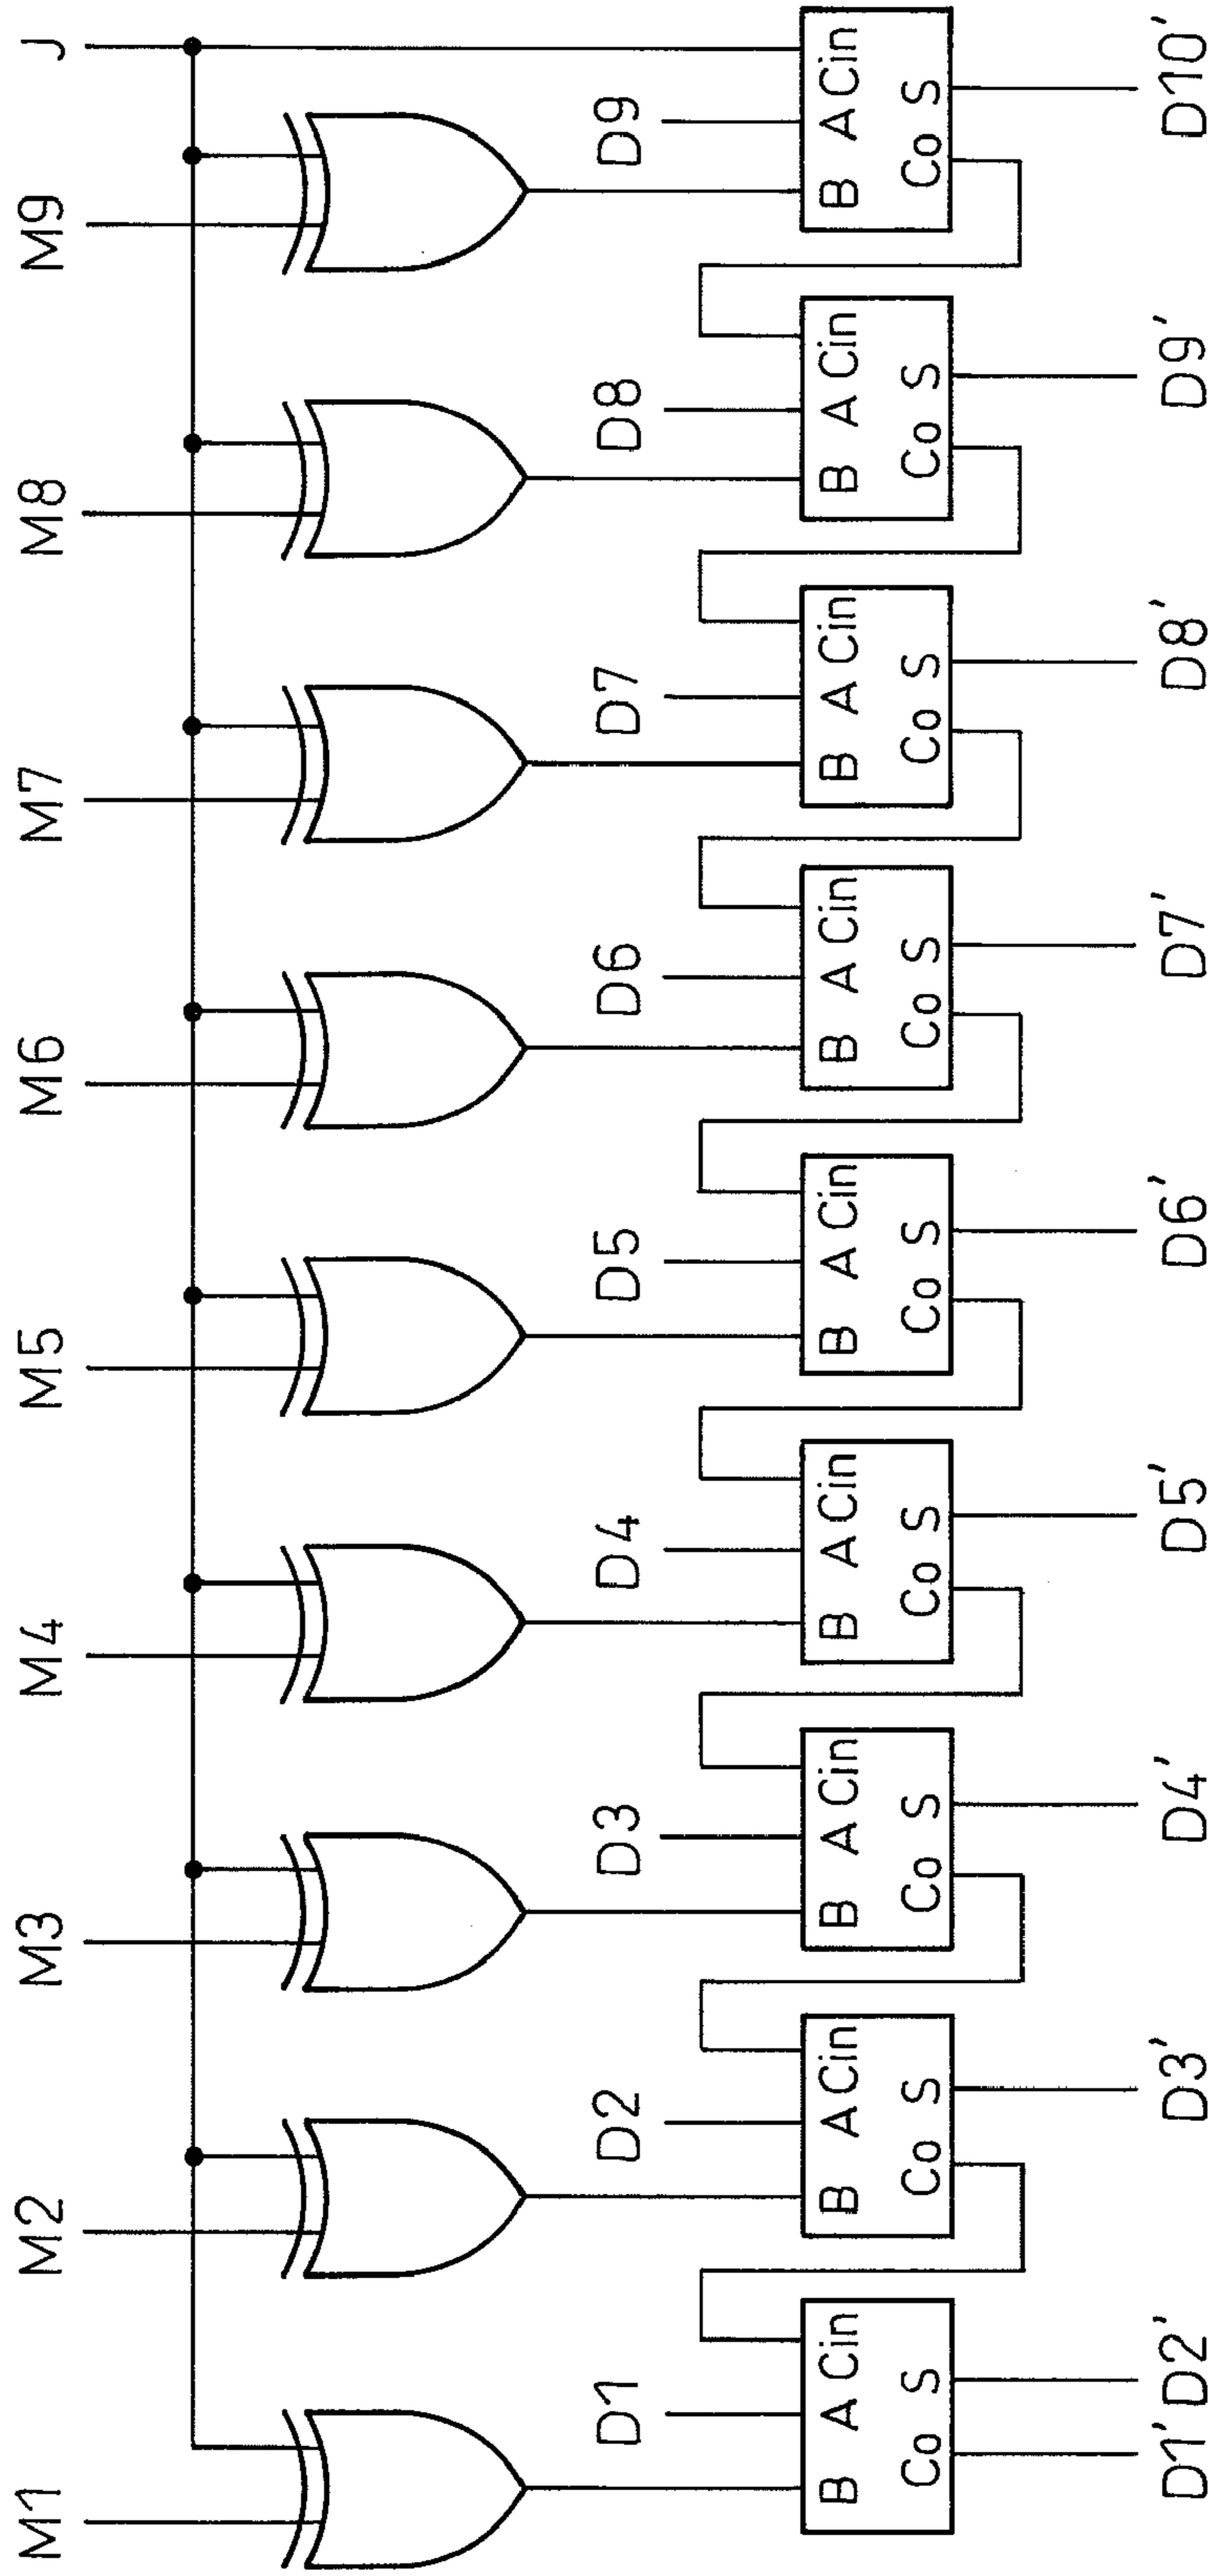 M1 M2 M3 M4 M5 M6 M7 M8 M9 J
D1 D2 D3 D4 D5 D6 D7 D8 D9
B A Cin B A Cin B A Cin B A Cin B A Cin B A Cin B A Cin B A Cin B A Cin
Co S Co S Co S Co S Co S Co S Co S Co S Co S
D1' D2' D3' D4' D5' D6' D7' D8' D9' D10'